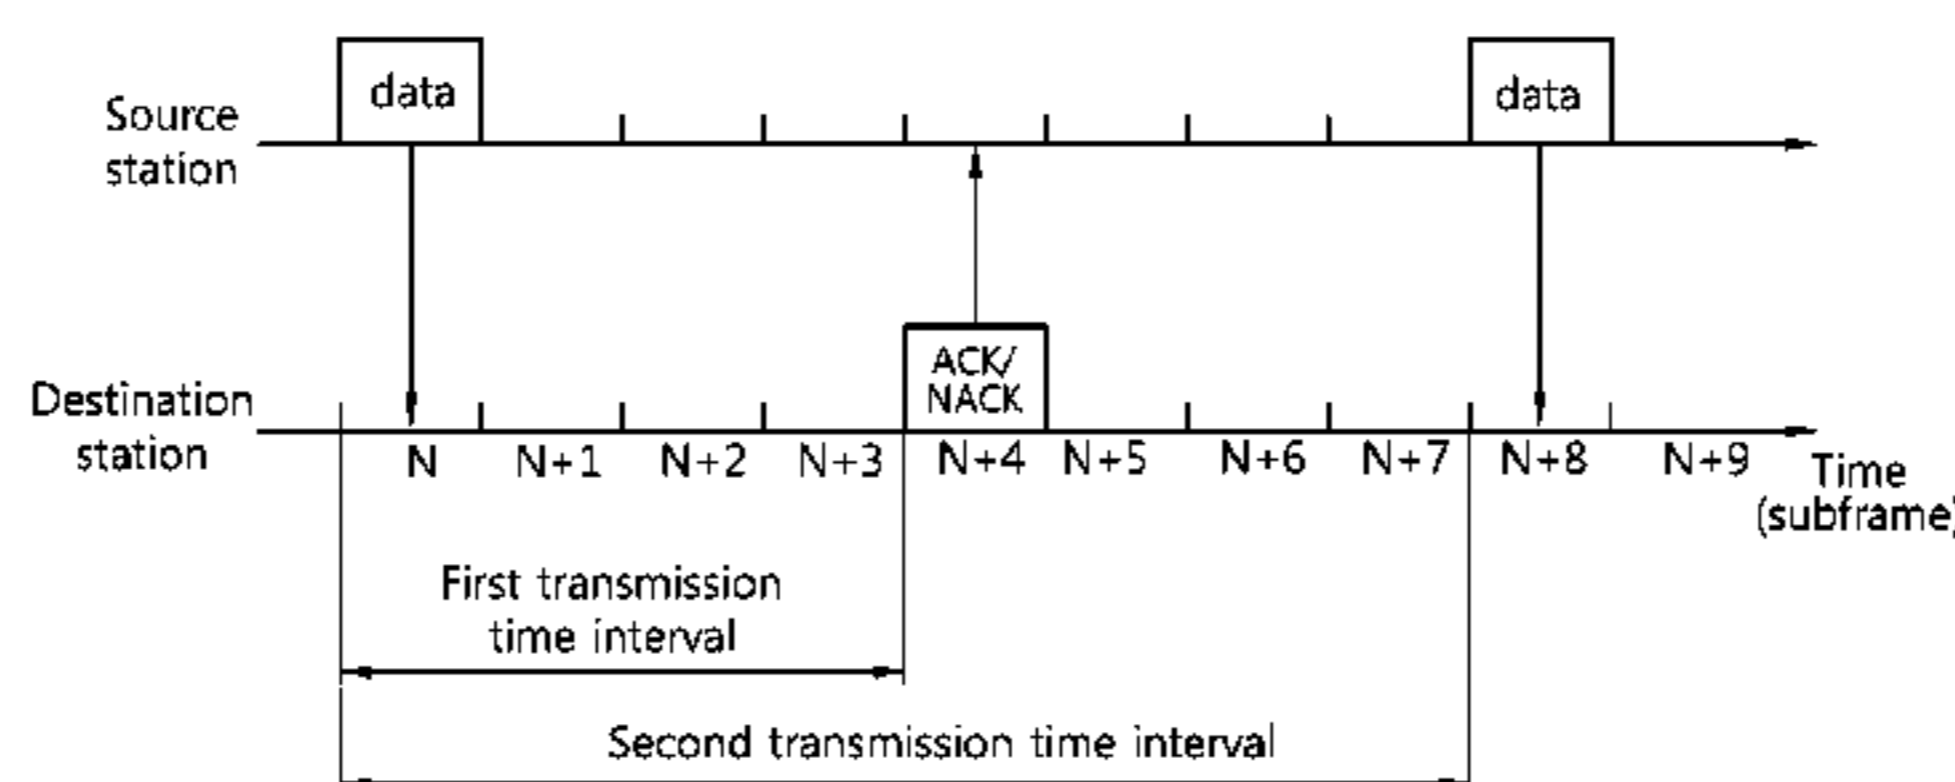 data
data
Source
station
ACK/
NACK
Destination
station
N N+1 N+2 N+3 N+4 N+5 N+6 N+7 N+8 N+9
Time
(subframe)
First transmission
time interval
Second transmission time interval